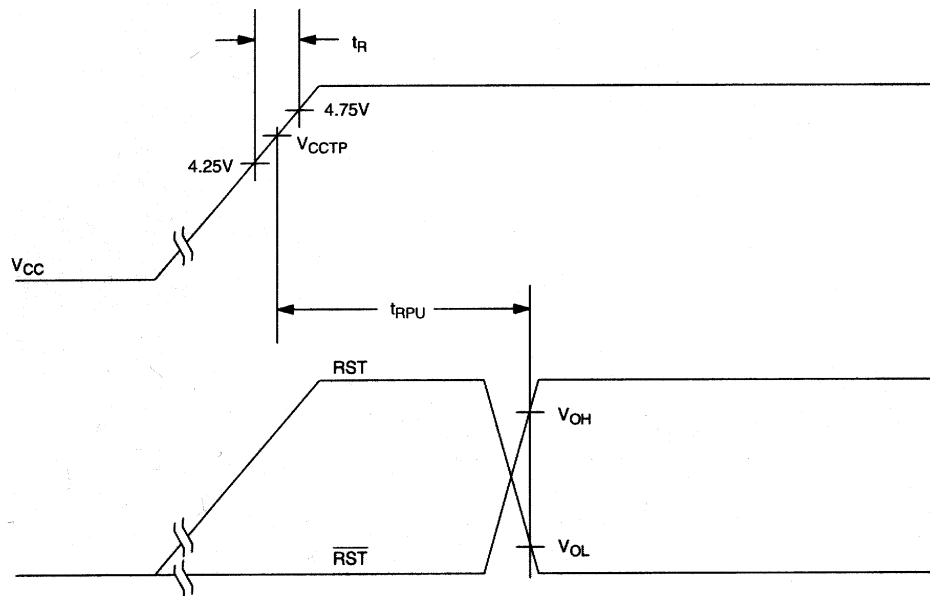 tR
4.75V
VCCTP
4.25V
VCC
tRPU
RST
VOH
RST
VOL